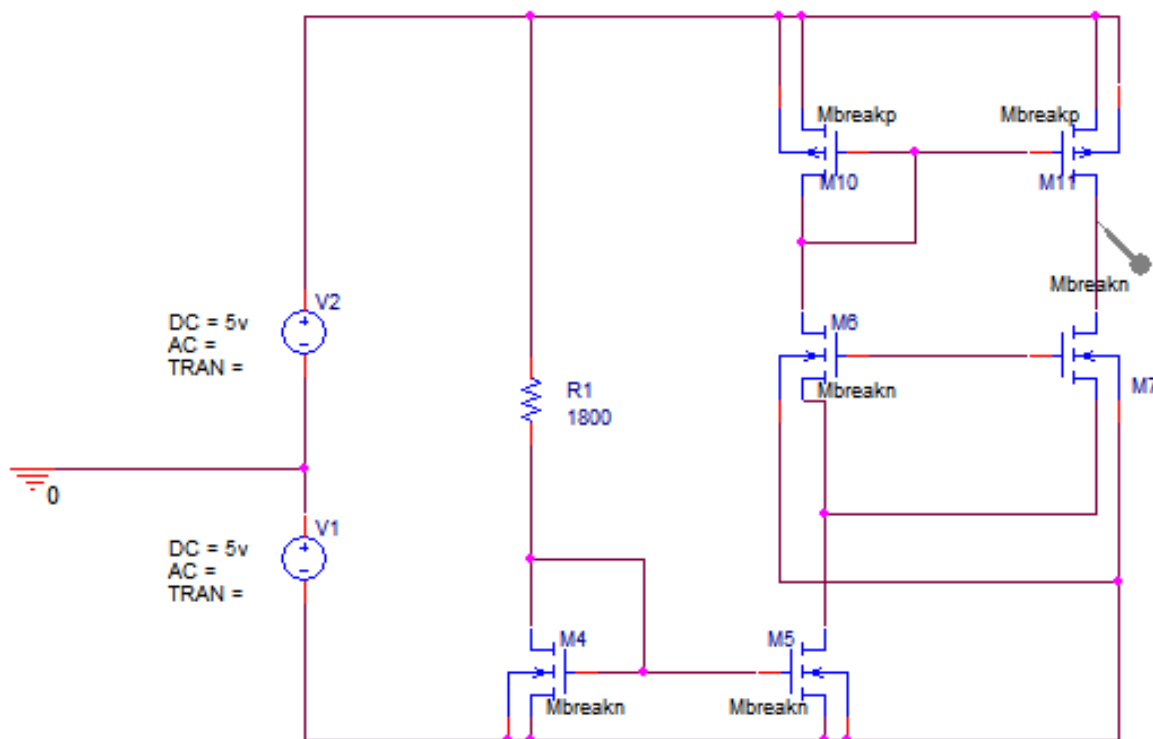 Mbreakp
Mbreakp
M10
M11
V2
DC = 5v
AC =
TRAN =
Mbreakn
M6
R1
1800
Mbreakn
M7
0
V1
DC = 5v
AC =
TRAN =
M4
M5
Mbreakn
Mbreakn